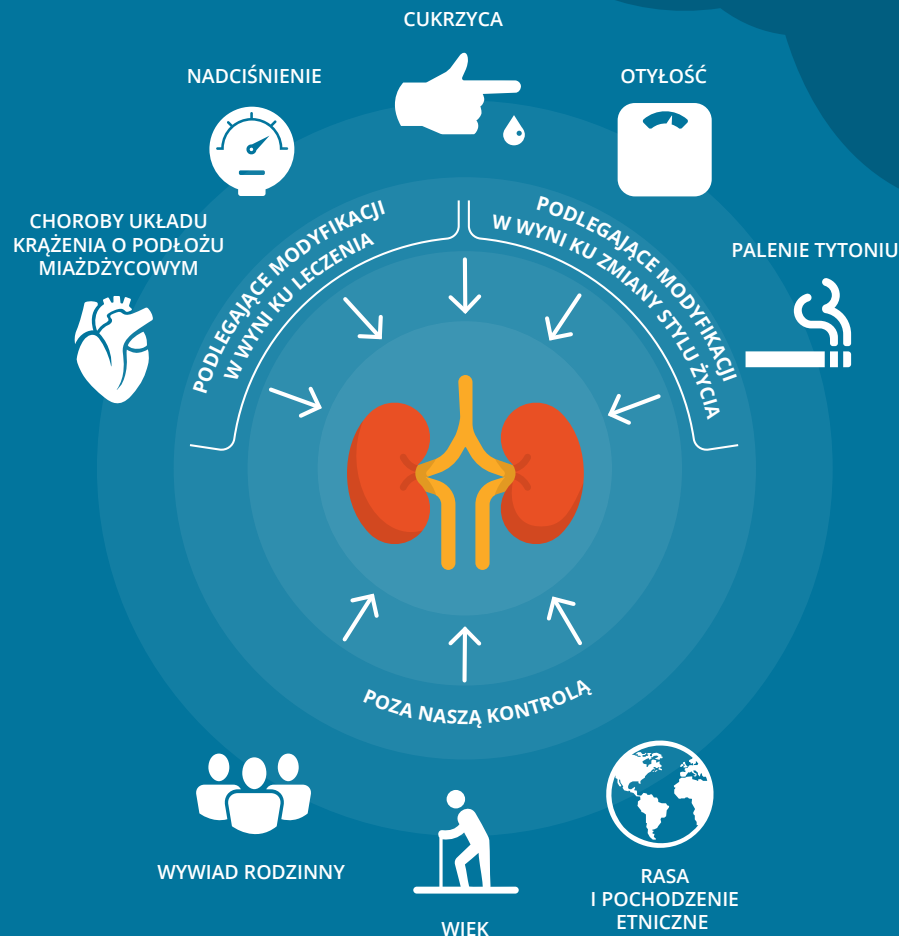 CUKRZYCA
NADCIŚNIENIE
OTYŁOŚĆ
CHOROBY UKŁADU
KRĄŻENIA O PODŁOŻU
MIAŻDŻYCOWYM
PALENIE TYTONIU
PODLEGAJĄCE MODYFIKACJI
W WYNI KU LECZENIA
PODLEGAJĄCE MODYFIKACJI
W WYNI KU ZMIANY STYLU ŻYCIA
POZA NASZĄ KONTROLĄ
WYWIAD RODZINNY
WIEK
RASA
I POCHODZENIE
ETNICZNE